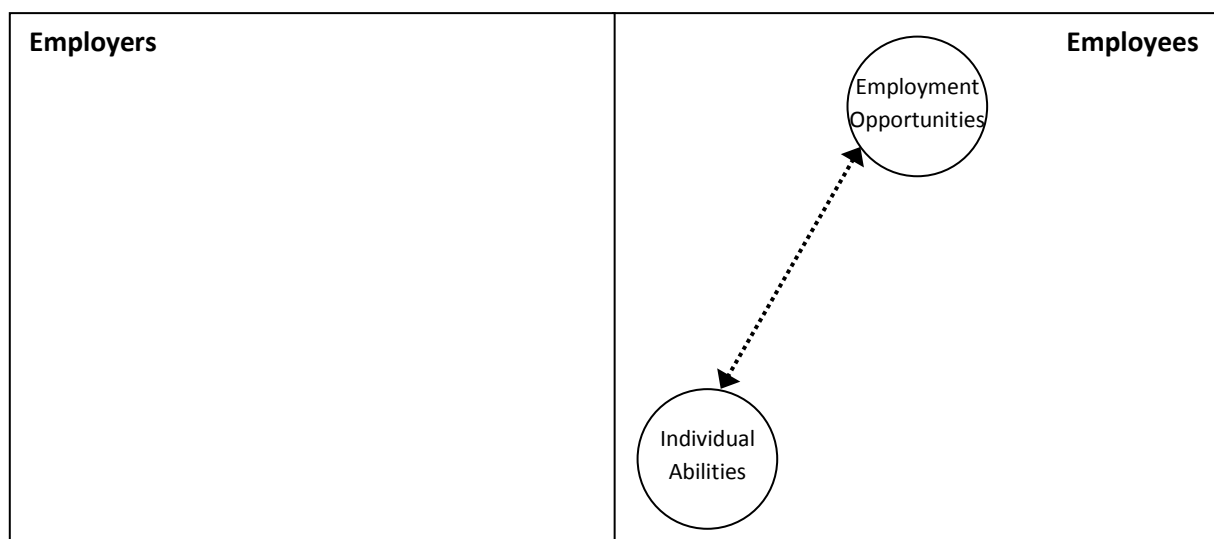 Employers
Employees
Employment
Opportunities
Individual
Abilities